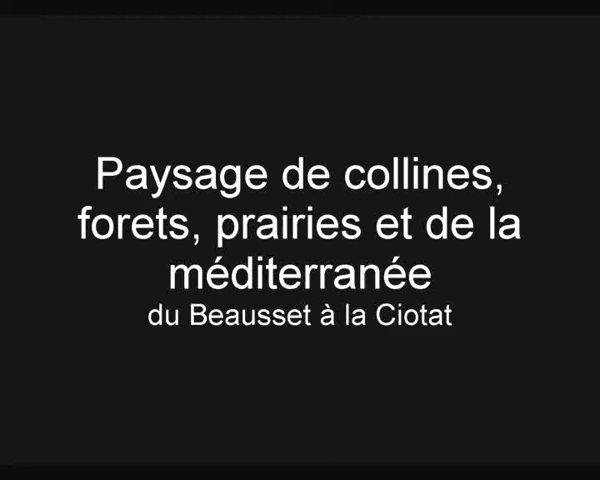 Paysage de collines,
forets, prairies et de la
méditerranée
du Beausset à la Ciotat